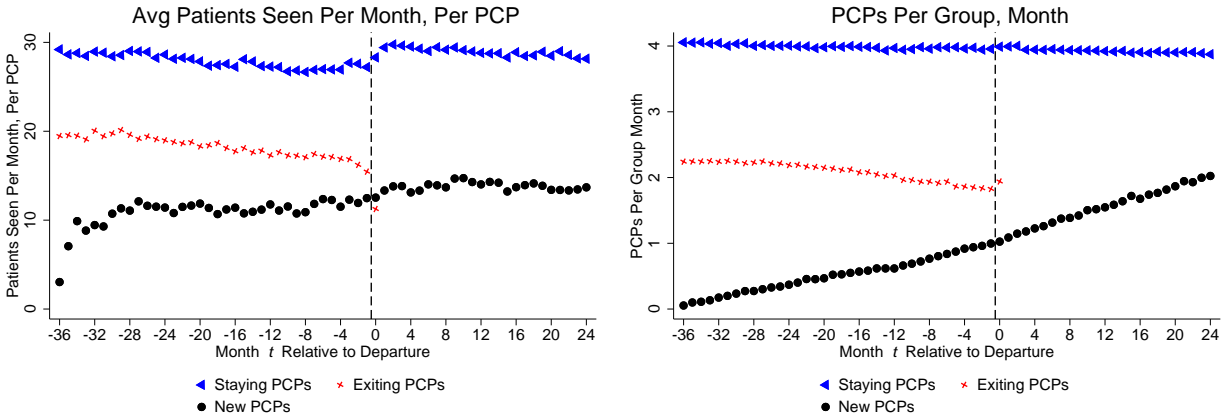 Avg Patients Seen Per Month, Per PCP
Patients Seen Per Month, Per PCP
30
20
10
0
-36 -32 -28 -24 -20 -16 -12 -8 -4 0 4 8 12 16 20 24
Month t Relative to Departure
Staying PCPs Exiting PCPs
New PCPs
PCPs Per Group, Month
PCPs Per Group Month
4
3
2
1
0
-36 -32 -28 -24 -20 -16 -12 -8 -4 0 4 8 12 16 20 24
Month t Relative to Departure
Staying PCPs Exiting PCPs
New PCPs